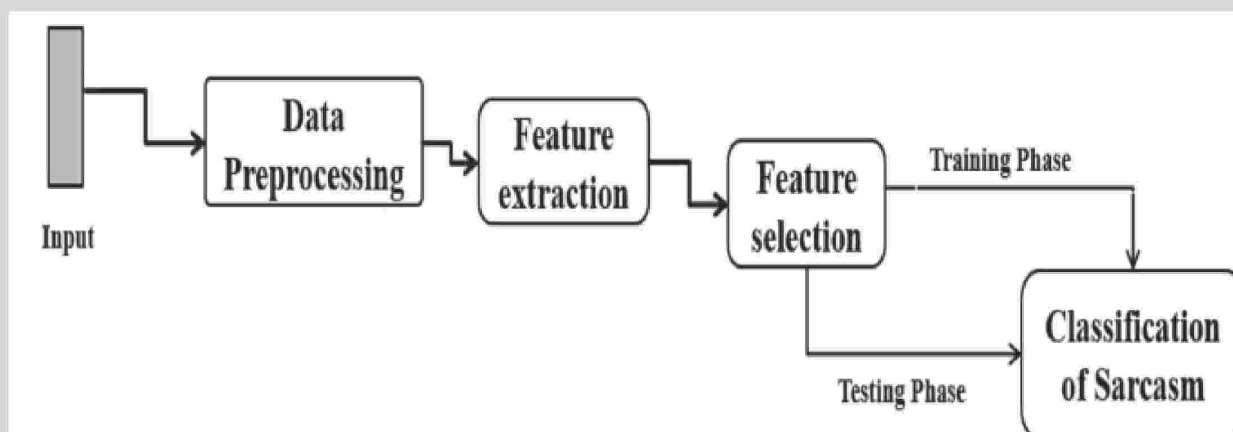 Input
Data
Preprocessing
Feature
extraction
Feature
selection
Training Phase
Testing Phase
Classification
of Sarcasm